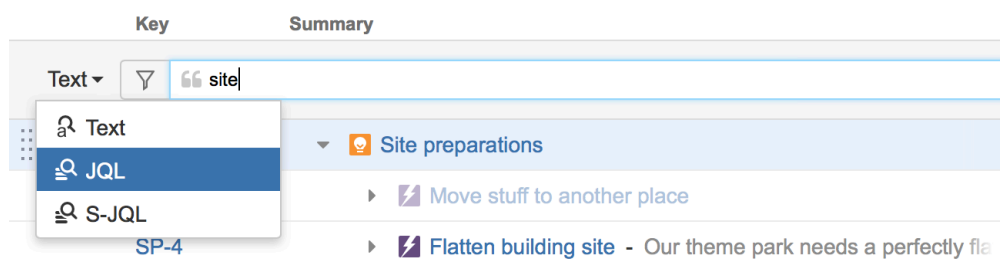 Key Summary
Text site
Text
JQL
Site preparations
Move stuff to another place
S-JQL
SP-4 Flatten building site - Our theme park needs a perfectly fla